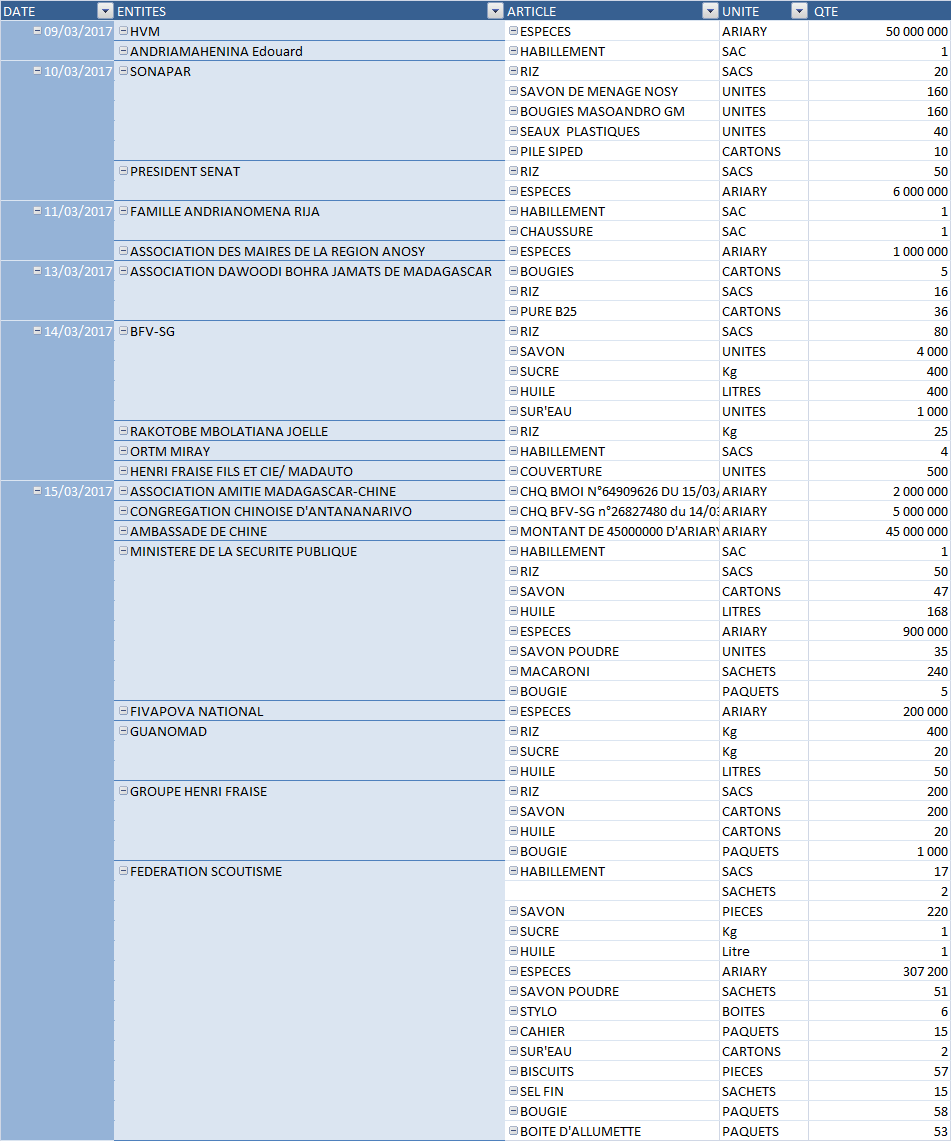 DATE ENTITES ARTICLE UNITE QTE
09/03/2017 HVM ESPECES ARIARY 50 000 000
ANDRIAMAHENINA Edouard HABILLEMENT SAC 1
10/03/2017 SONAPAR RIZ SACS 20
SAVON DE MENAGE NOSY UNITES 160
BOUGIES MASOANDRO GM UNITES 160
SEAUX PLASTIQUES UNITES 40
PILE SIPED CARTONS 10
PRESIDENT SENAT RIZ SACS 50
ESPECES ARIARY 6 000 000
11/03/2017 FAMILLE ANDRIANOMENA RIJA HABILLEMENT SAC 1
CHAUSSURE SAC 1
ASSOCIATION DES MAIRES DE LA REGION ANOSY ESPECES ARIARY 1 000 000
13/03/2017 ASSOCIATION DAWOODI BOHRA JAMATS DE MADAGASCAR BOUGIES CARTONS 5
RIZ SACS 16
PURE B25 CARTONS 36
14/03/2017 BFV-SG RIZ SACS 80
SAVON UNITES 4 000
SUCRE Kg 400
HUILE LITRES 400
SUR'EAU UNITES 1 000
RAKOTOBE MBOLATIANA JOELLE RIZ Kg 25
ORTM MIRAY HABILLEMENT SACS 4
HENRI FRAISE FILS ET CIE/ MADAUTO COUVERTURE UNITES 500
15/03/2017 ASSOCIATION AMITIE MADAGASCAR-CHINE CHQ BMOI N°64909626 DU 15/03/ ARIARY 2 000 000
CONGREGATION CHINOISE D'ANTANANARIVO CHQ BFV-SG n°26827480 du 14/03 ARIARY 5 000 000
AMBASSADE DE CHINE MONTANT DE 45000000 D'ARIARY ARIARY 45 000 000
MINISTERE DE LA SECURITE PUBLIQUE HABILLEMENT SAC 1
RIZ SACS 50
SAVON CARTONS 47
HUILE LITRES 168
ESPECES ARIARY 900 000
SAVON POUDRE UNITES 35
MACARONI SACHETS 240
BOUGIE PAQUETS 5
FIVAPOVA NATIONAL ESPECES ARIARY 200 000
GUANOMAD RIZ Kg 400
SUCRE Kg 20
HUILE LITRES 50
GROUPE HENRI FRAISE RIZ SACS 200
SAVON CARTONS 200
HUILE CARTONS 20
BOUGIE PAQUETS 1 000
FEDERATION SCOUTISME HABILLEMENT SACS 17
SACHETS 2
SAVON PIECES 220
SUCRE Kg 1
HUILE Litre 1
ESPECES ARIARY 307 200
SAVON POUDRE SACHETS 51
STYLO BOITES 6
CAHIER PAQUETS 15
SUR'EAU CARTONS 2
BISCUITS PIECES 57
SEL FIN SACHETS 15
BOUGIE PAQUETS 58
BOITE D'ALLUMETTE PAQUETS 53